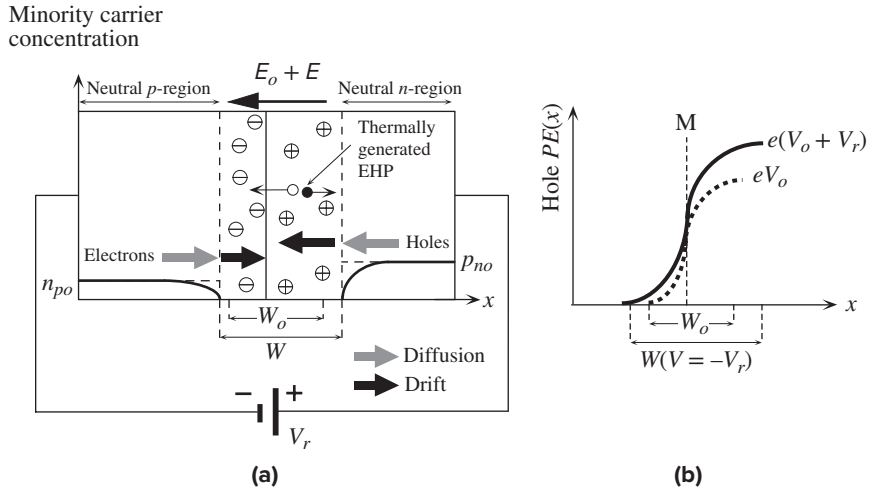 Minority carrier
concentration
Neutral p-region
E_o + E
Neutral n-region
Thermally
generated
EHP
Electrons
Holes
n_po
p_no
x
W_o
W
Diffusion
Drift
− +
V_r
(a)
Hole PE(x)
M
e(V_o + V_r)
eV_o
x
W_o
W(V = –V_r)
(b)